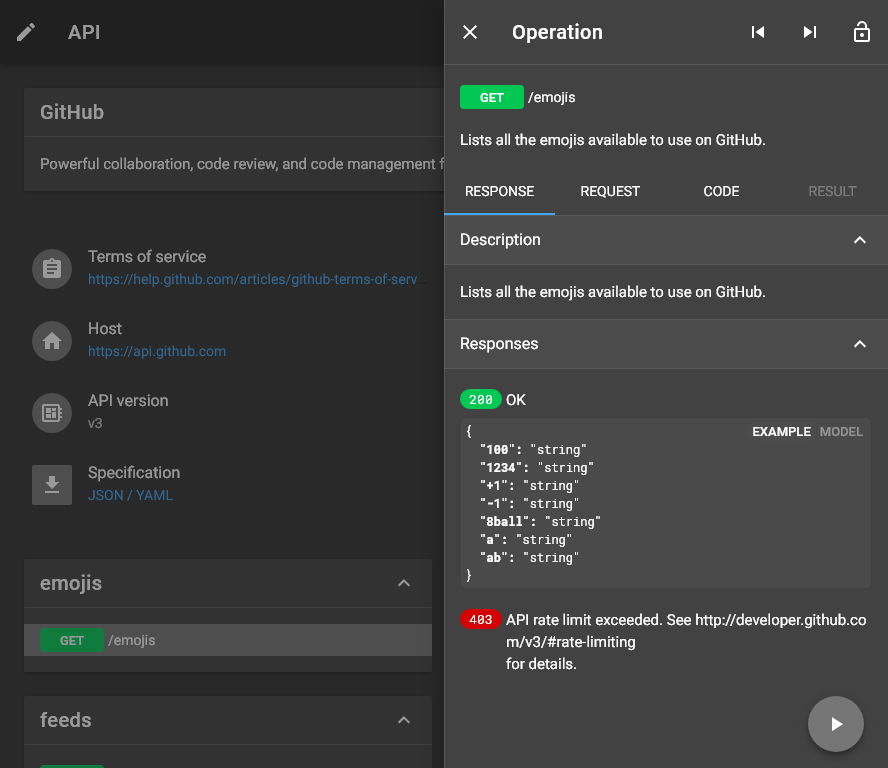 API
GitHub
Powerful collaboration, code review, and code management f
Terms of service
https://help.github.com/articles/github-terms-of-serv
Host
https://api.github.com
API version
v3
Specification
JSON / YAML
emojis
GET /emojis
feeds
Operation
GET /emojis
Lists all the emojis available to use on GitHub.
RESPONSE REQUEST CODE RESULT
Description
Lists all the emojis available to use on GitHub.
Responses
200 OK
EXAMPLE MODEL
{
"100": "string"
"1234": "string"
"+1": "string"
"-1": "string"
"8ball": "string"
"a": "string"
"ab": "string"
}
403 API rate limit exceeded. See http://developer.github.co
m/v3/#rate-limiting
for details.